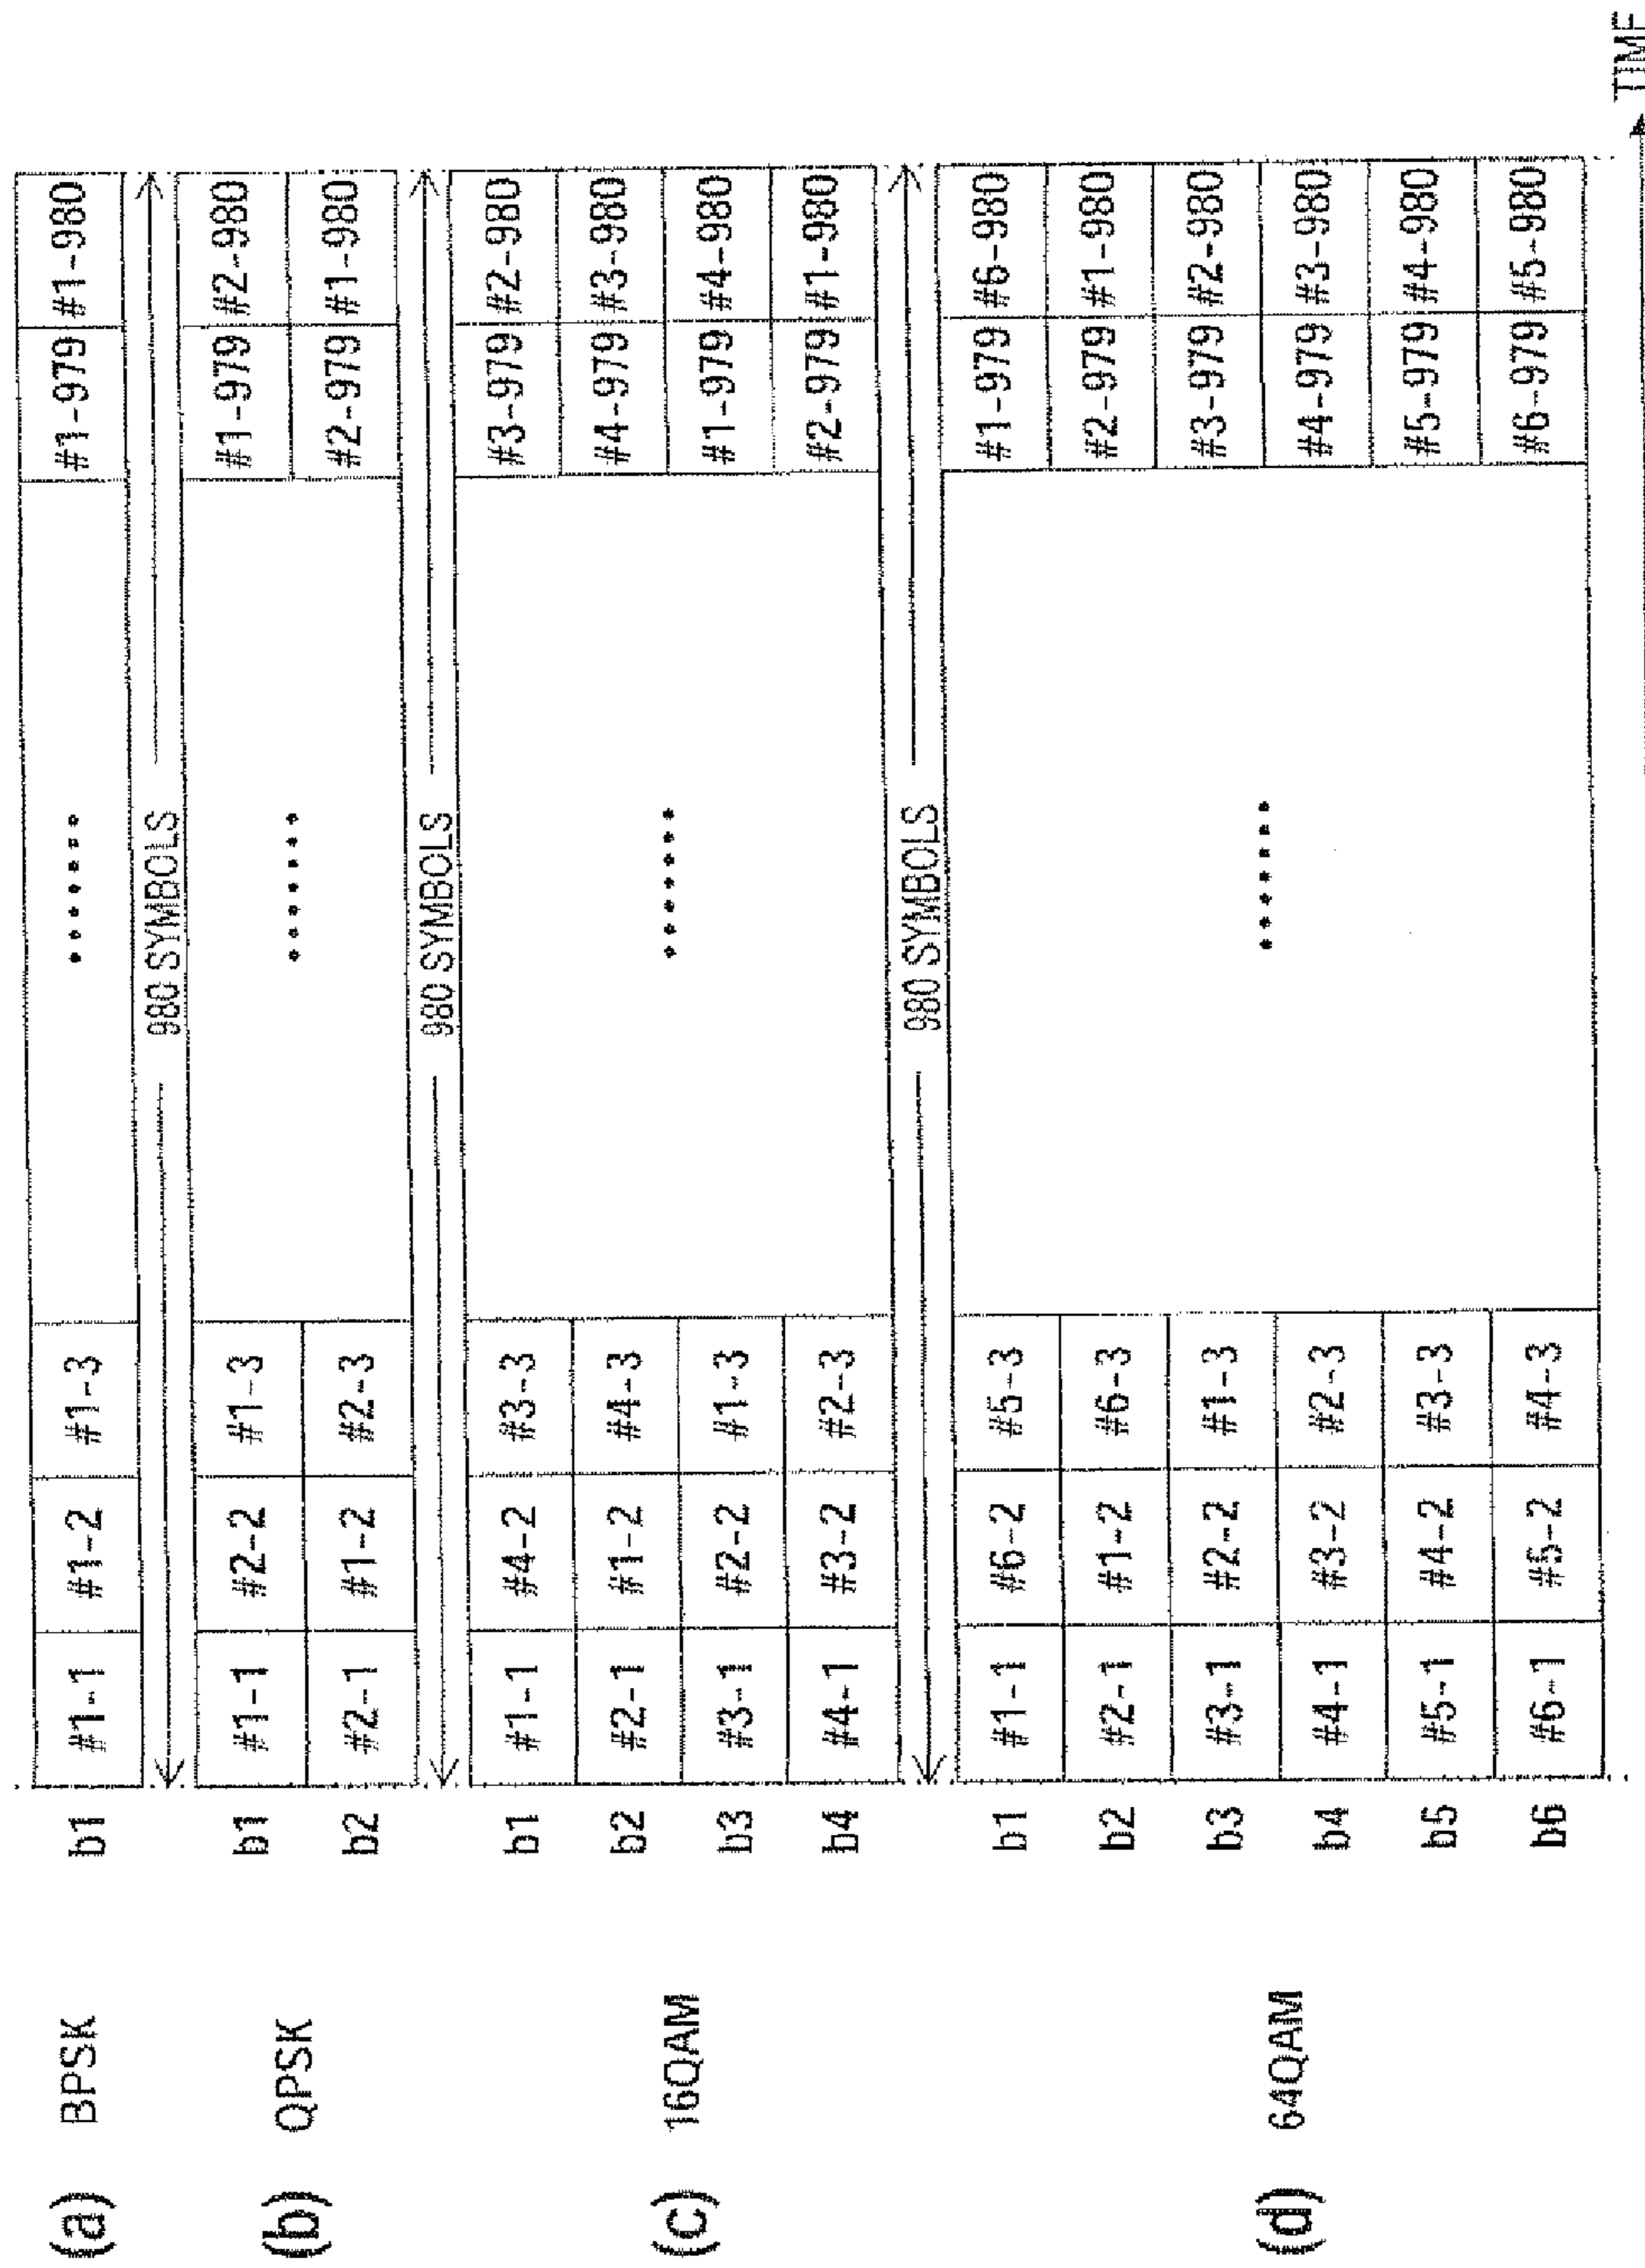 (a) BPSK
b1 #1-1 #1-2 #1-3 ······· #1-979 #1-980
980 SYMBOLS
(b) QPSK
b1 #1-1 #2-2 #1-3 ······· #1-979 #2-980
b2 #2-1 #1-2 #2-3 #2-979 #1-980
980 SYMBOLS
(c) 16QAM
b1 #1-1 #4-2 #3-3 ······· #3-979 #2-980
b2 #2-1 #1-2 #4-3 #4-979 #3-980
b3 #3-1 #2-2 #1-3 #1-979 #4-980
b4 #4-1 #3-2 #2-3 #2-979 #1-980
980 SYMBOLS
(d) 64QAM
b1 #1-1 #6-2 #5-3 ······· #1-979 #6-980
b2 #2-1 #1-2 #6-3 #2-979 #1-980
b3 #3-1 #2-2 #1-3 #3-979 #2-980
b4 #4-1 #3-2 #2-3 #4-979 #3-980
b5 #5-1 #4-2 #3-3 #5-979 #4-980
b6 #6-1 #5-2 #4-3 #6-979 #5-980
TIME